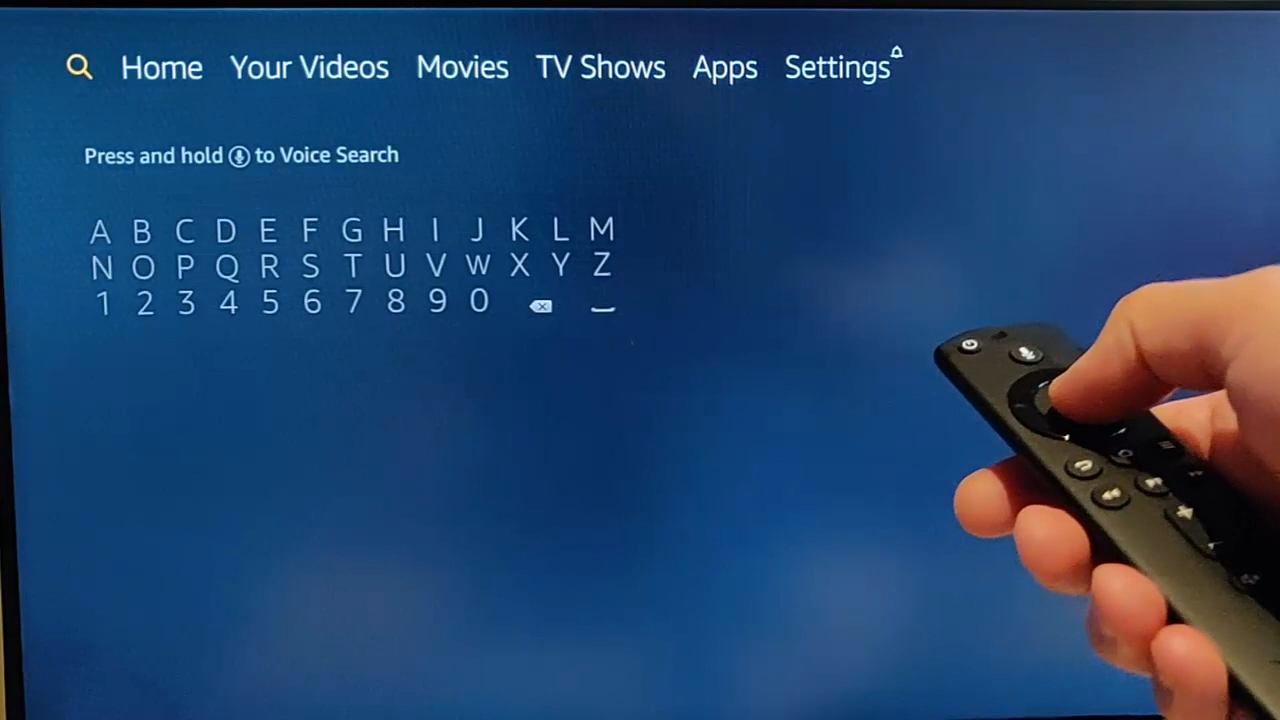 Home Your Videos Movies TV Shows Apps Settings
Press and hold to Voice Search
A B C D E F G H I J K L M
N O P Q R S T U V W X Y Z
1 2 3 4 5 6 7 8 9 0